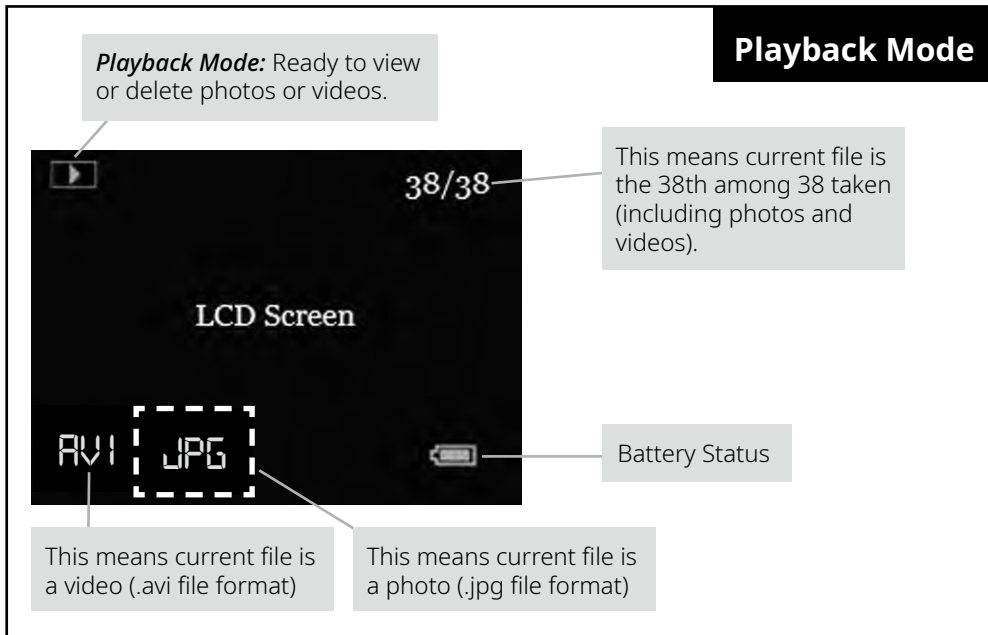 Playback Mode
Playback Mode: Ready to view
or delete photos or videos.
38/38
This means current file is
the 38th among 38 taken
(including photos and
videos).
LCD Screen
AVI
JPG
Battery Status
This means current file is
a video (.avi file format)
This means current file is
a photo (.jpg file format)